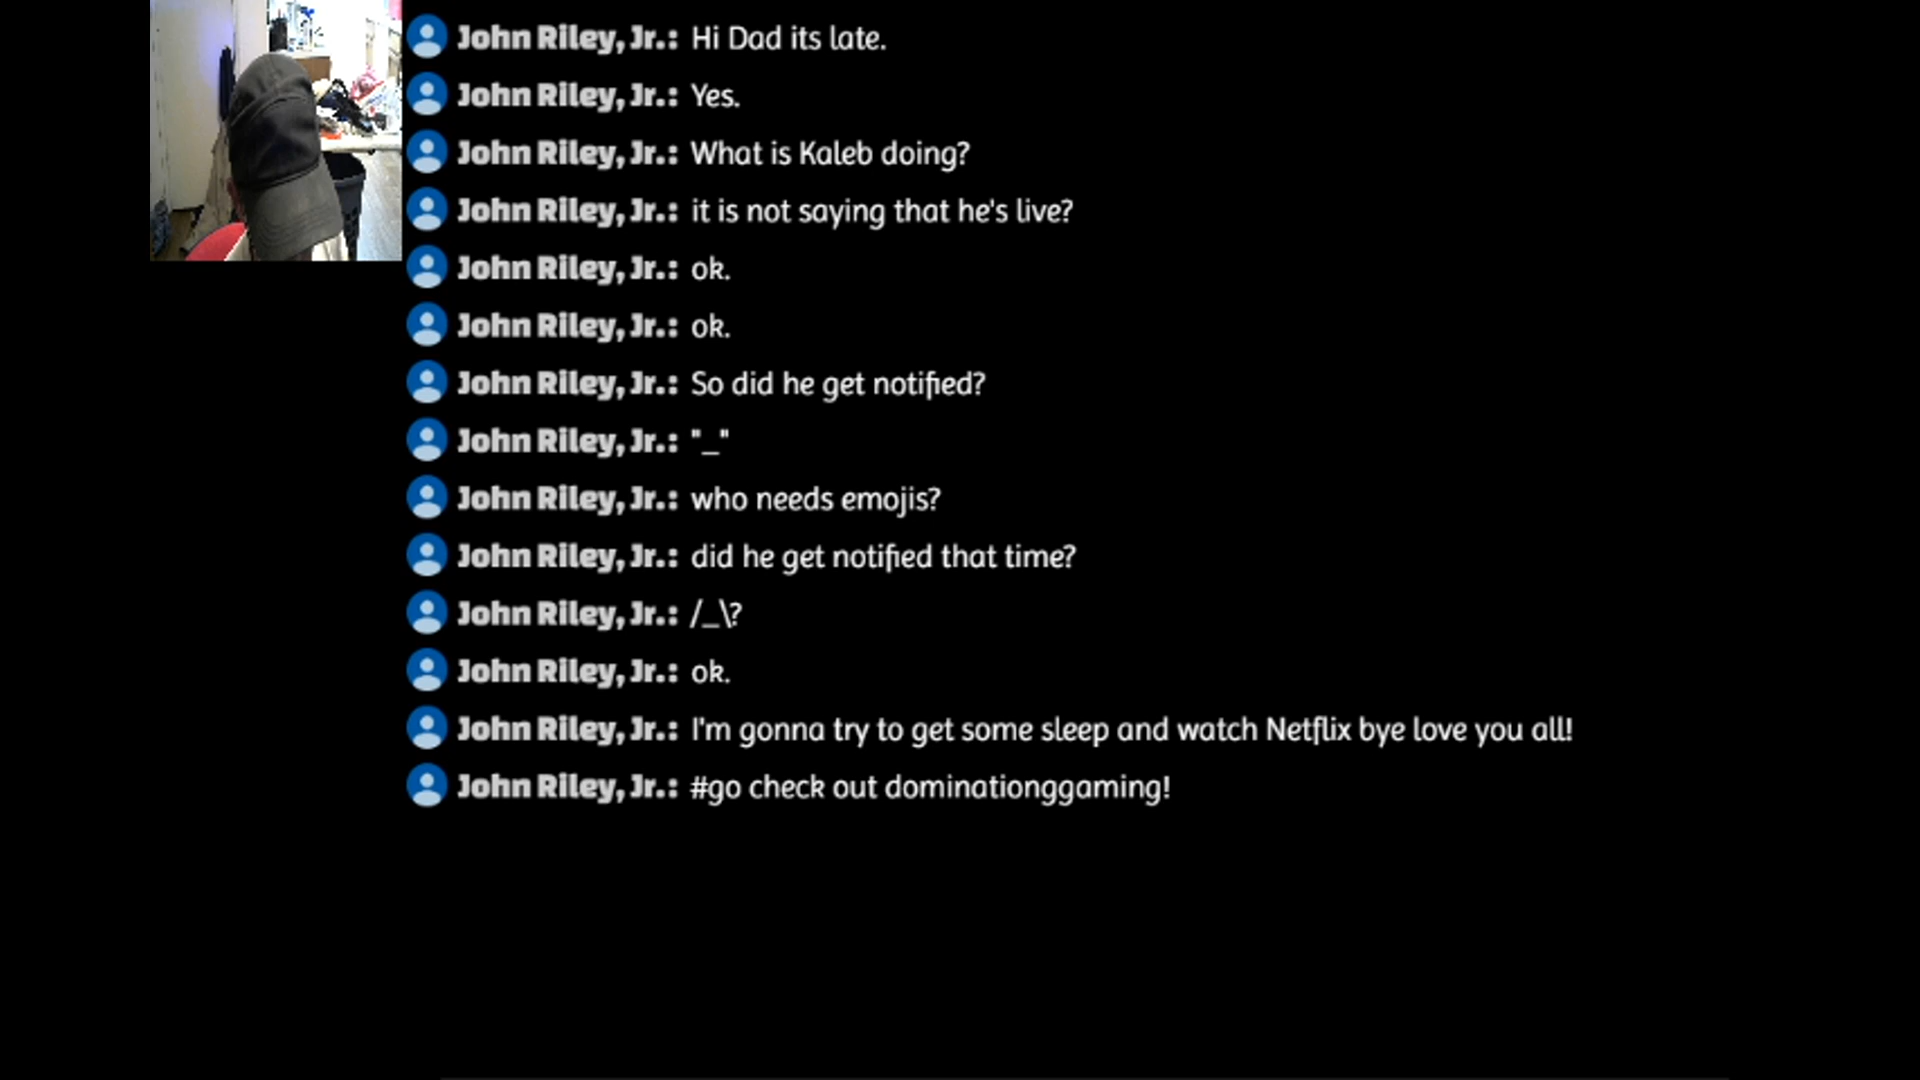 John Riley, Jr.: Hi Dad its late.
John Riley, Jr.: Yes.
John Riley, Jr.: What is Kaleb doing?
John Riley, Jr.: it is not saying that he's live?
John Riley, Jr.: ok.
John Riley, Jr.: ok.
John Riley, Jr.: So did he get notified?
John Riley, Jr.: "_"
John Riley, Jr.: who needs emojis?
John Riley, Jr.: did he get notified that time?
John Riley, Jr.: /_\?
John Riley, Jr.: ok.
John Riley, Jr.: I'm gonna try to get some sleep and watch Netflix bye love you all!
John Riley, Jr.: #go check out dominationggaming!